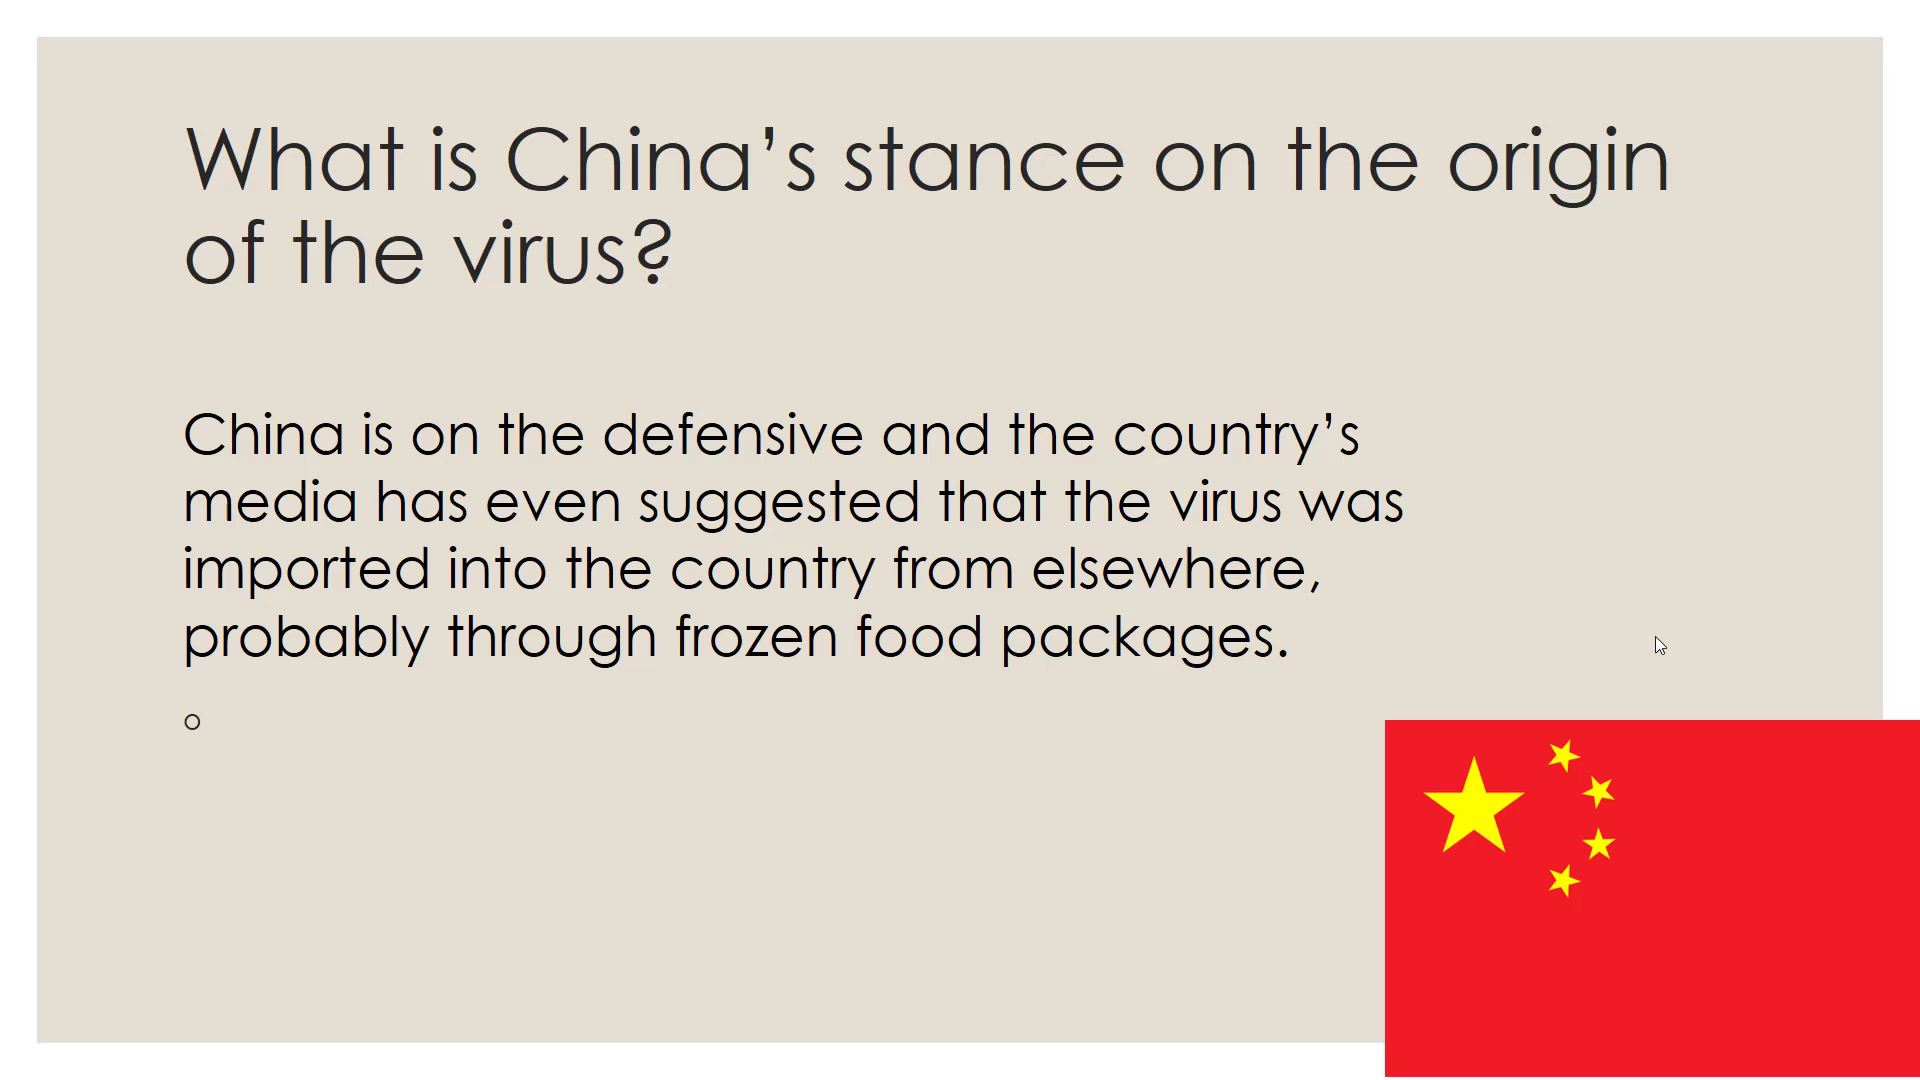 What is China’s stance on the origin
of the virus?
China is on the defensive and the country’s
media has even suggested that the virus was
imported into the country from elsewhere,
probably through frozen food packages.